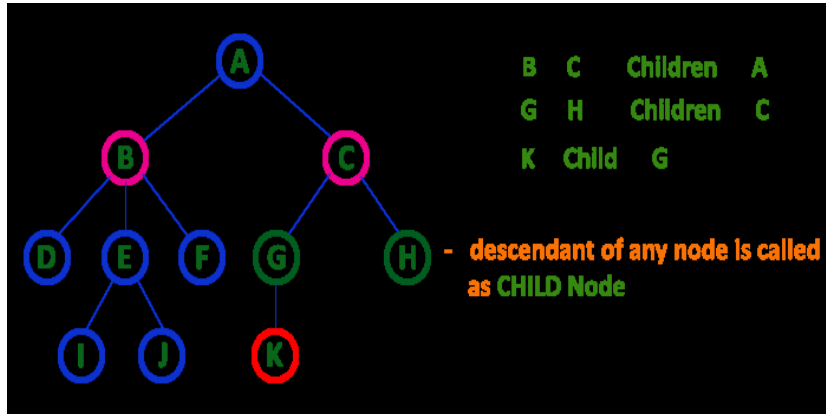 A
B C Children A
G H Children C
B C
K Child G
D E F G H
- descendant of any node is called
as CHILD Node
I J K